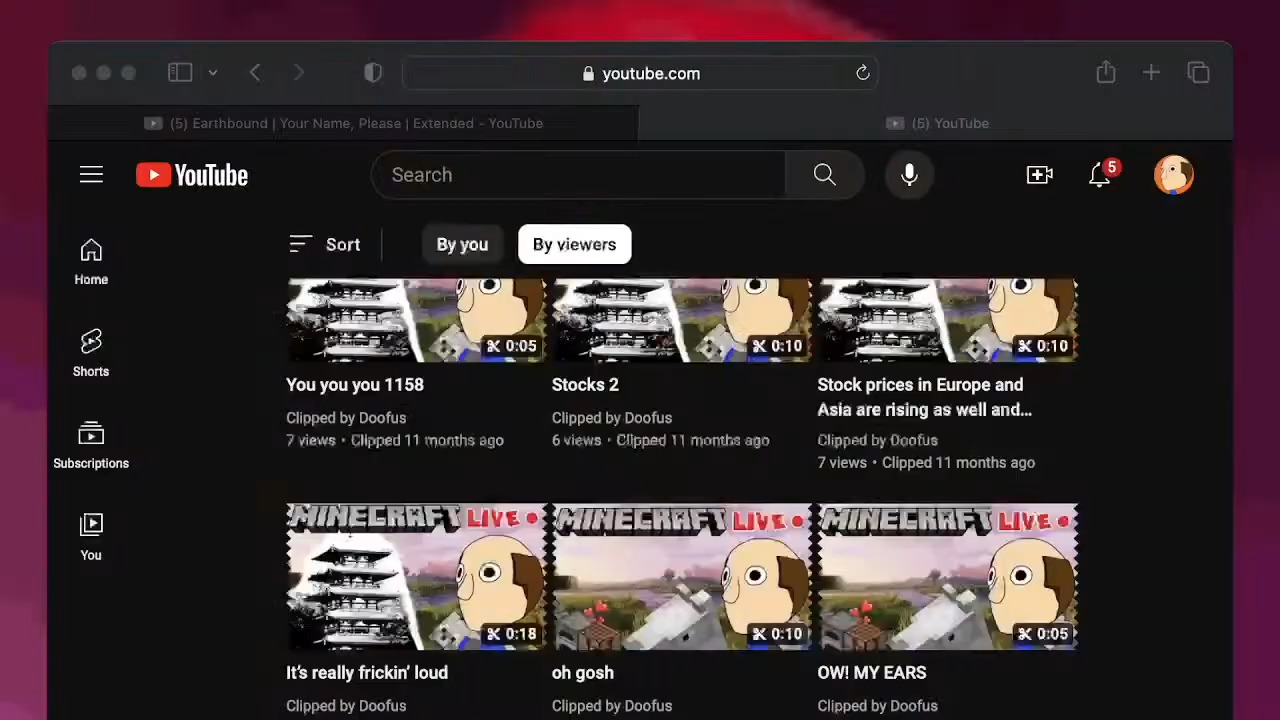 youtube.com
(5) Earthbound | Your Name, Please | Extended - YouTube
(5) YouTube
YouTube
Search
5
Sort
By you
By viewers
Home
Shorts
Subscriptions
You
0:05
0:10
0:10
You you you 1158
Stocks 2
Stock prices in Europe and
Asia are rising as well and...
Clipped by Doofus
Clipped by Doofus
Clipped by Doofus
7 views • Clipped 11 months ago
6 views • Clipped 11 months ago
7 views • Clipped 11 months ago
MINECRAFT LIVE
MINECRAFT LIVE
MINECRAFT LIVE
0:18
0:10
0:05
It's really frickin' loud
oh gosh
OW! MY EARS
Clipped by Doofus
Clipped by Doofus
Clipped by Doofus